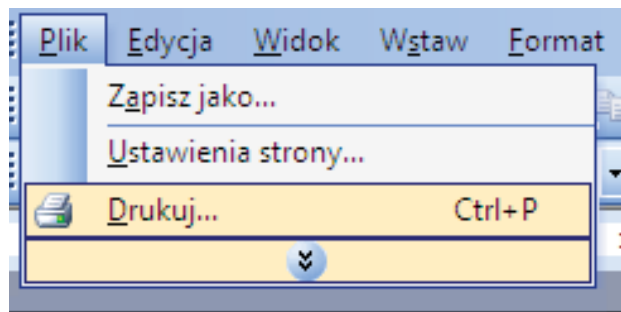 Plik Edycja Widok Wstaw Format
Zapisz jako...
Ustawienia strony...
Drukuj... Ctrl+P